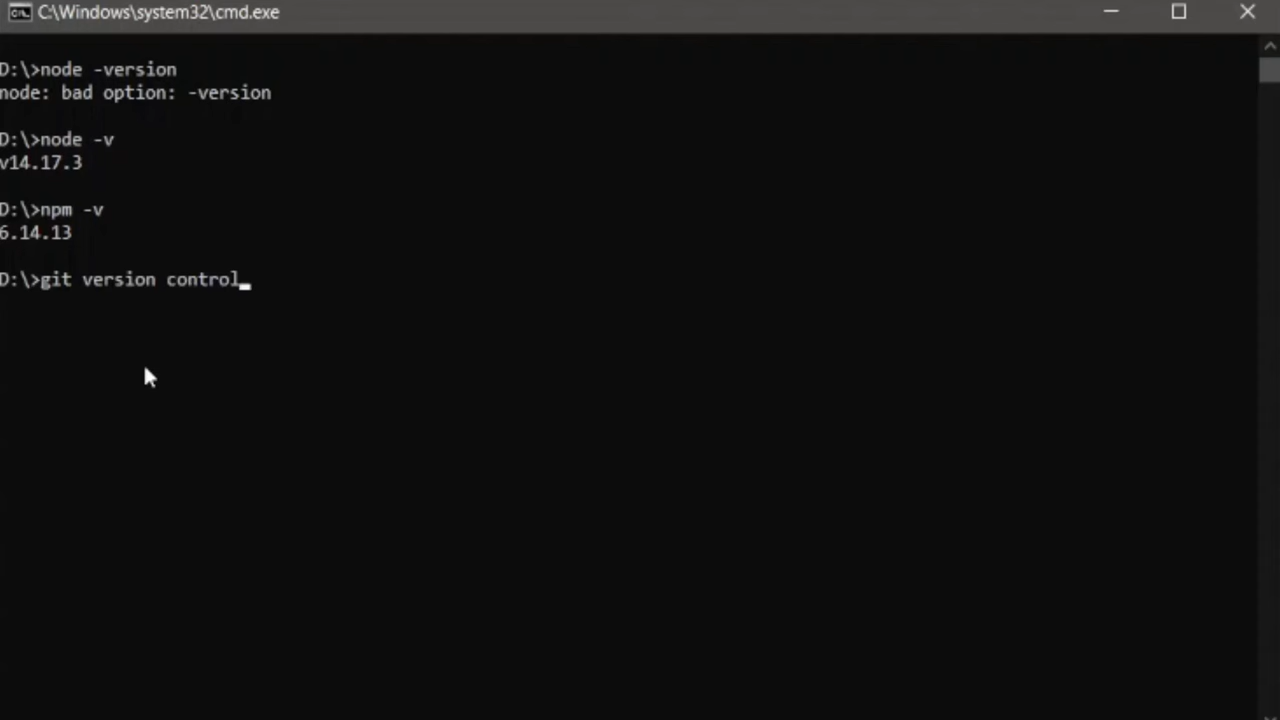 C:\Windows\system32\cmd.exe
D:\>node -version
node: bad option: -version
D:\>node -v
v14.17.3
D:\>npm -v
6.14.13
D:\>git version control